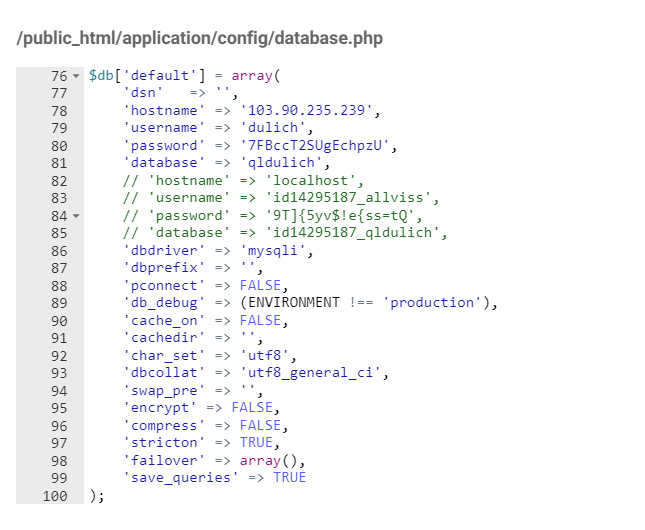 /public_html/application/config/database.php
76 $db['default'] = array(
77 'dsn' => '',
78 'hostname' => '103.90.235.239',
79 'username' => 'dulich',
80 'password' => '7FBccT2SUgEchpzU',
81 'database' => 'qldulich',
82 // 'hostname' => 'localhost',
83 // 'username' => 'id14295187_allviss',
84 // 'password' => '9T]{5yv$!e{ss=tQ',
85 // 'database' => 'id14295187_qldulich',
86 'dbdriver' => 'mysqli',
87 'dbprefix' => '',
88 'pconnect' => FALSE,
89 'db_debug' => (ENVIRONMENT !== 'production'),
90 'cache_on' => FALSE,
91 'cachedir' => '',
92 'char_set' => 'utf8',
93 'dbcollat' => 'utf8_general_ci',
94 'swap_pre' => '',
95 'encrypt' => FALSE,
96 'compress' => FALSE,
97 'stricton' => TRUE,
98 'failover' => array(),
99 'save_queries' => TRUE
100 );